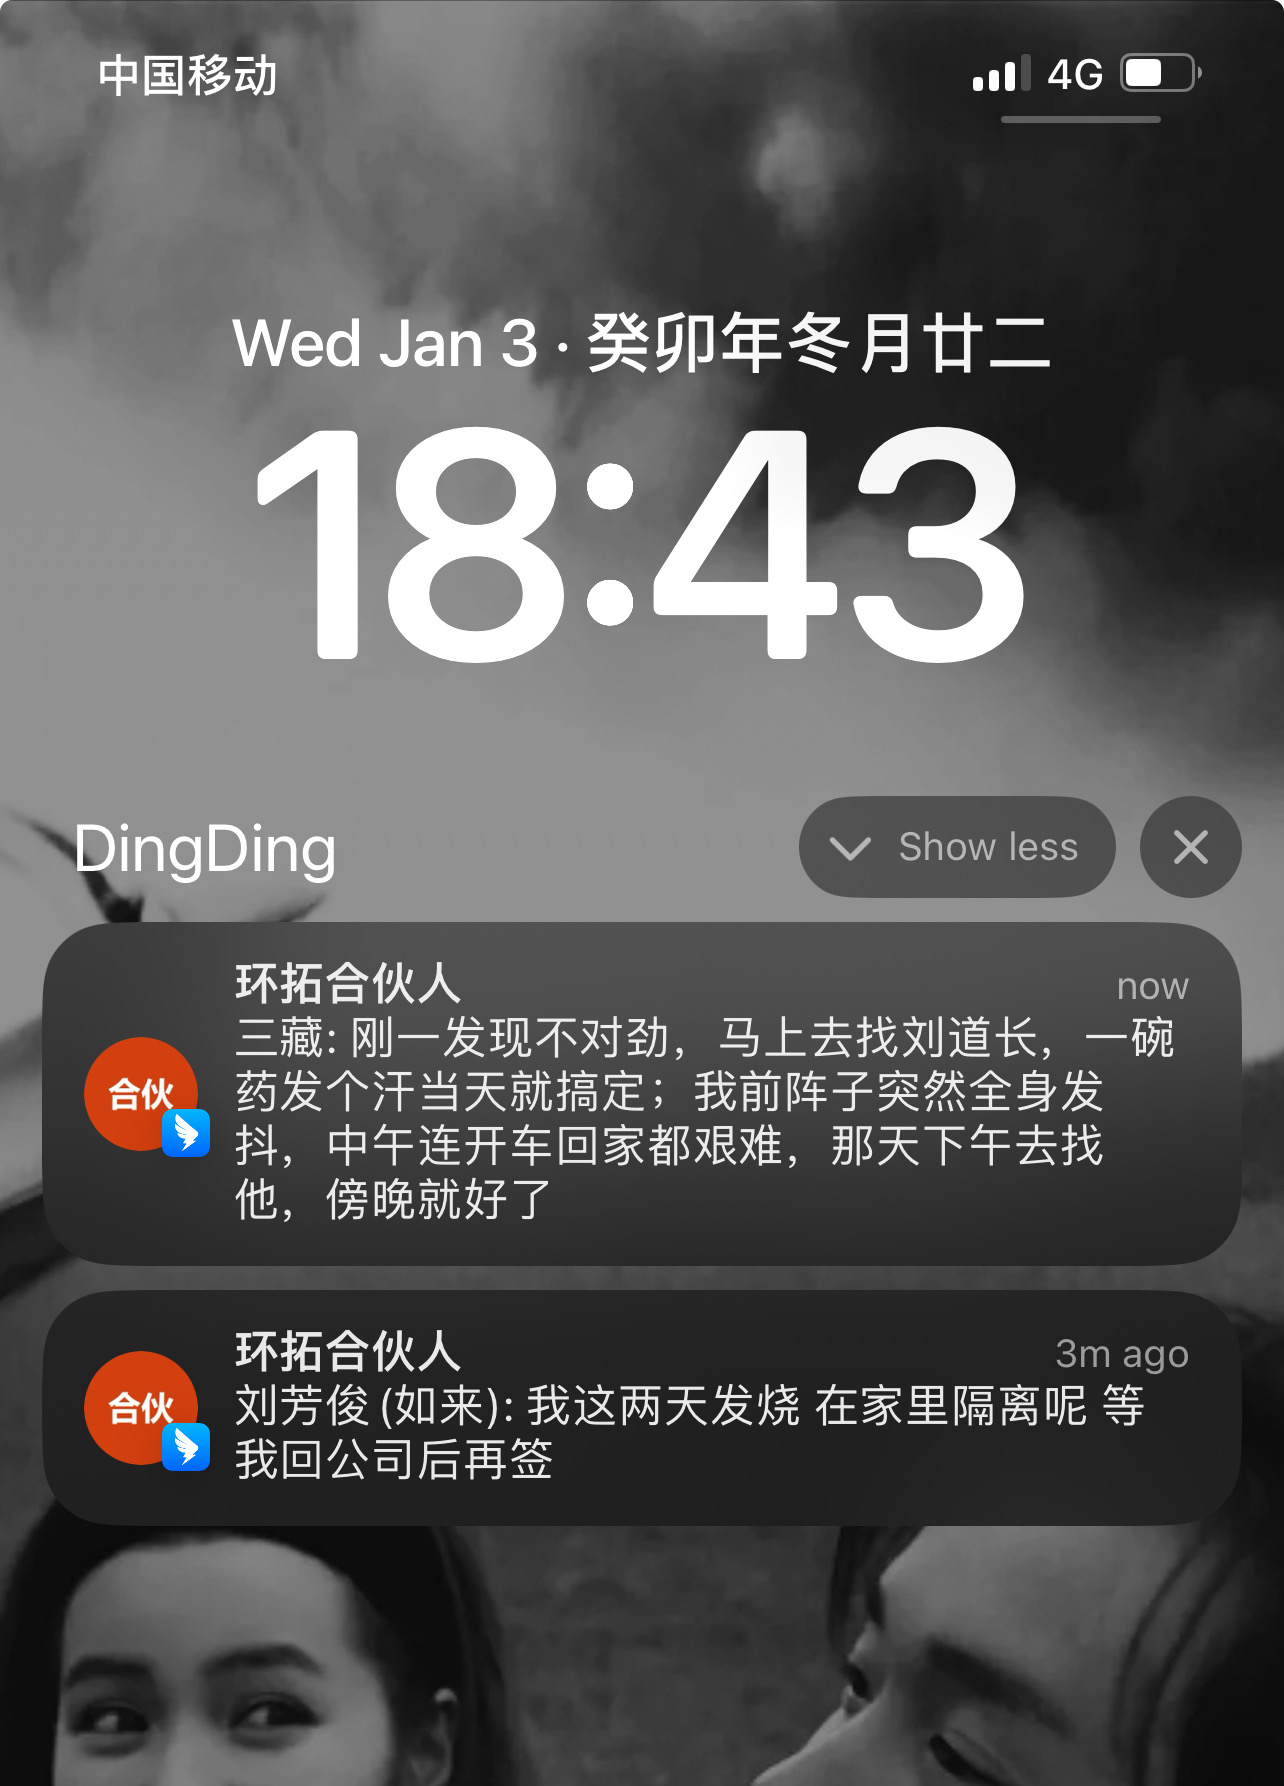 中国移动
4G
Wed Jan 3 · 癸卯年冬月廿二
18:43
DingDing
Show less
环拓合伙人
now
三藏: 刚一发现不对劲，马上去找刘道长，一碗
药发个汗当天就搞定；我前阵子突然全身发
抖，中午连开车回家都艰难，那天下午去找
他，傍晚就好了
合伙
环拓合伙人
3m ago
刘芳俊 (如来): 我这两天发烧 在家里隔离呢 等
我回公司后再签
合伙